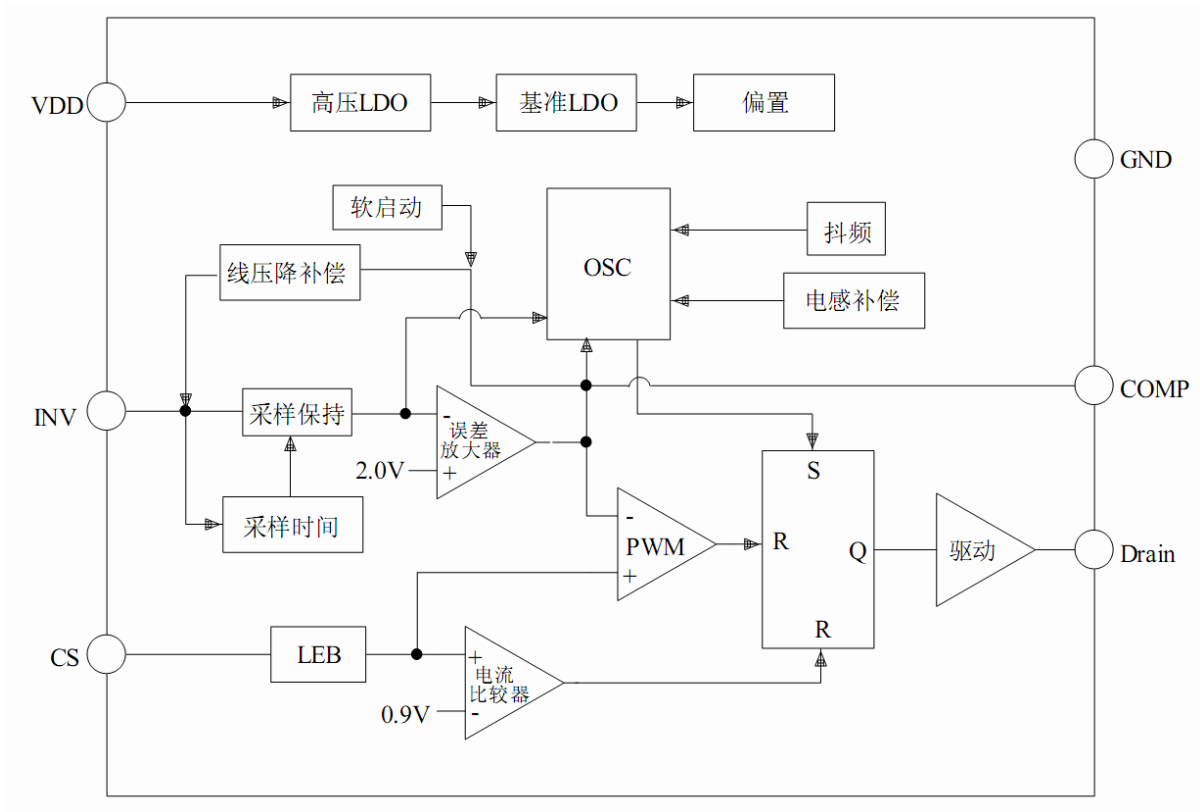 VDD
高压LDO
基准LDO
偏置
GND
软启动
OSC
抖频
线压降补偿
电感补偿
COMP
INV
采样保持
-
误差
放大器
2.0V
+
S
采样时间
-
PWM
+
R
Q
驱动
Drain
R
CS
LEB
+
电流
比较器
0.9V
-